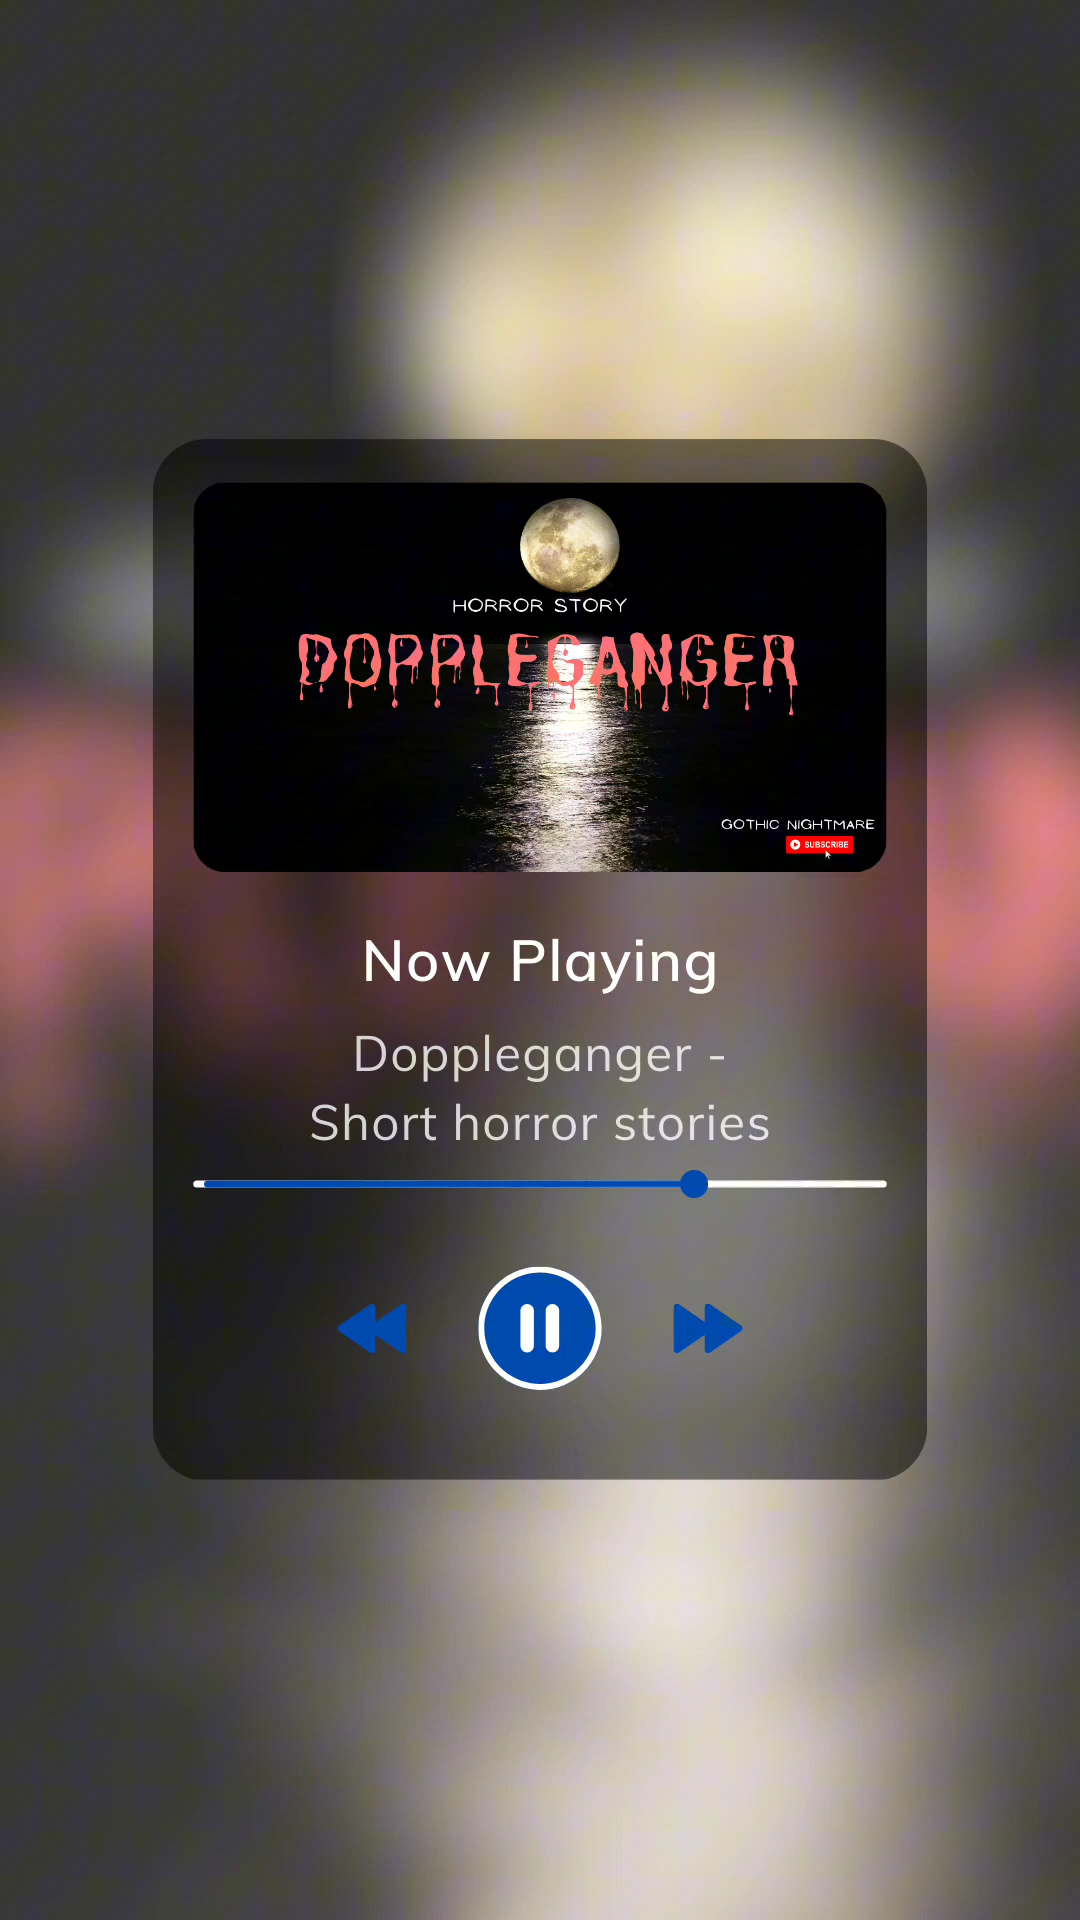 HORROR STORY
DOPPLEGANGER
GOTHIC NIGHTMARE
SUBSCRIBE
Now Playing
Doppleganger -
Short horror stories